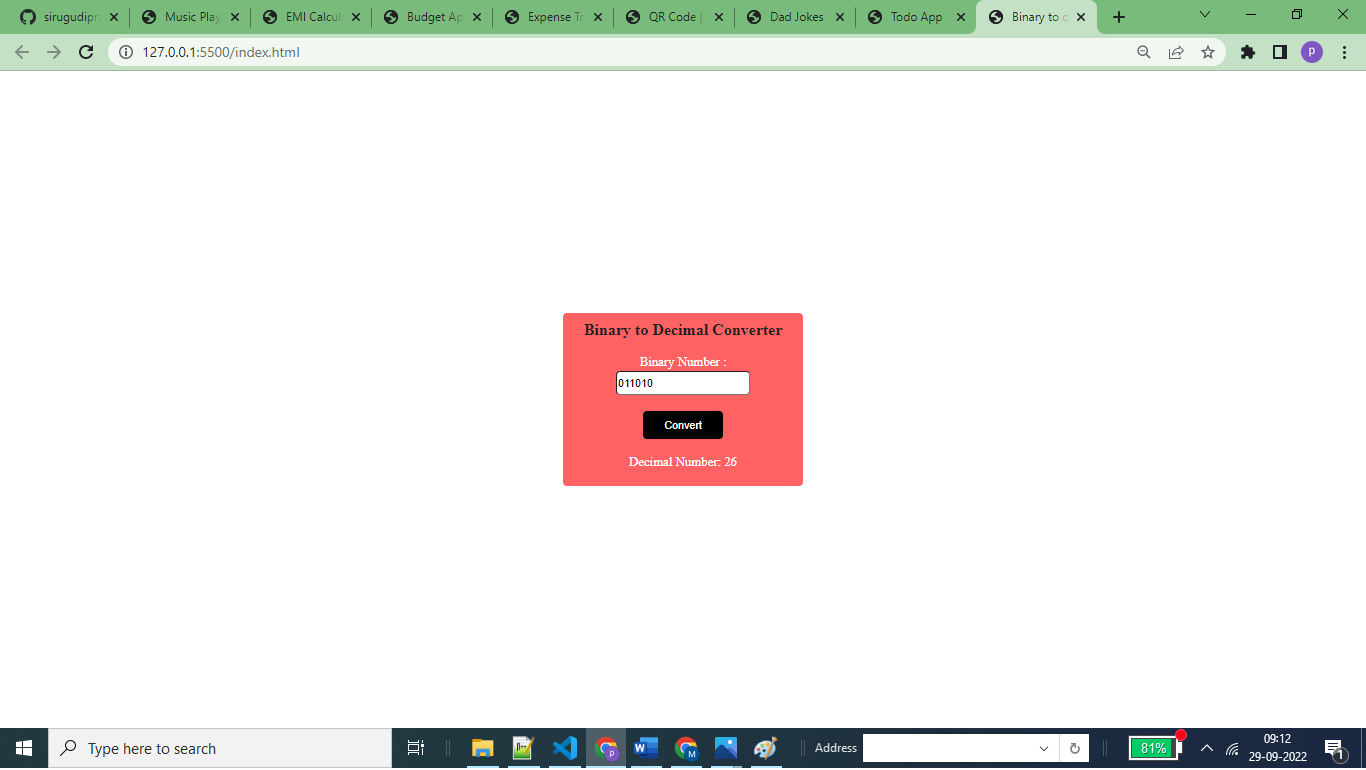 sirugudipra
Music Play
EMI Calcul
Budget Ap
Expense Tr
QR Code |
Dad Jokes
Todo App
Binary to d
127.0.0.1:5500/index.html
p
Binary to Decimal Converter
Binary Number :
011010
Convert
Decimal Number: 26
Type here to search
Address
81%
09:12
29-09-2022
1